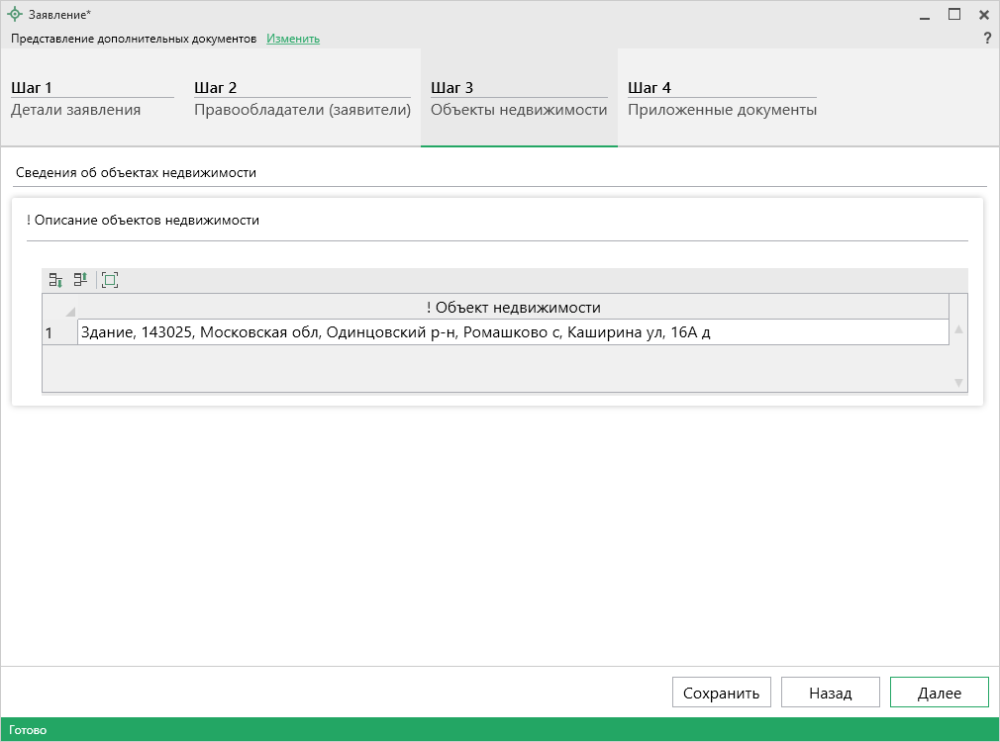 Заявление*
Представление дополнительных документов Изменить
?
Шаг 1
Детали заявления
Шаг 2
Правообладатели (заявители)
Шаг 3
Объекты недвижимости
Шаг 4
Приложенные документы
Сведения об объектах недвижимости
! Описание объектов недвижимости
! Объект недвижимости
1 Здание, 143025, Московская обл, Одинцовский р-н, Ромашково с, Каширина ул, 16А д
Сохранить Назад Далее
Готово